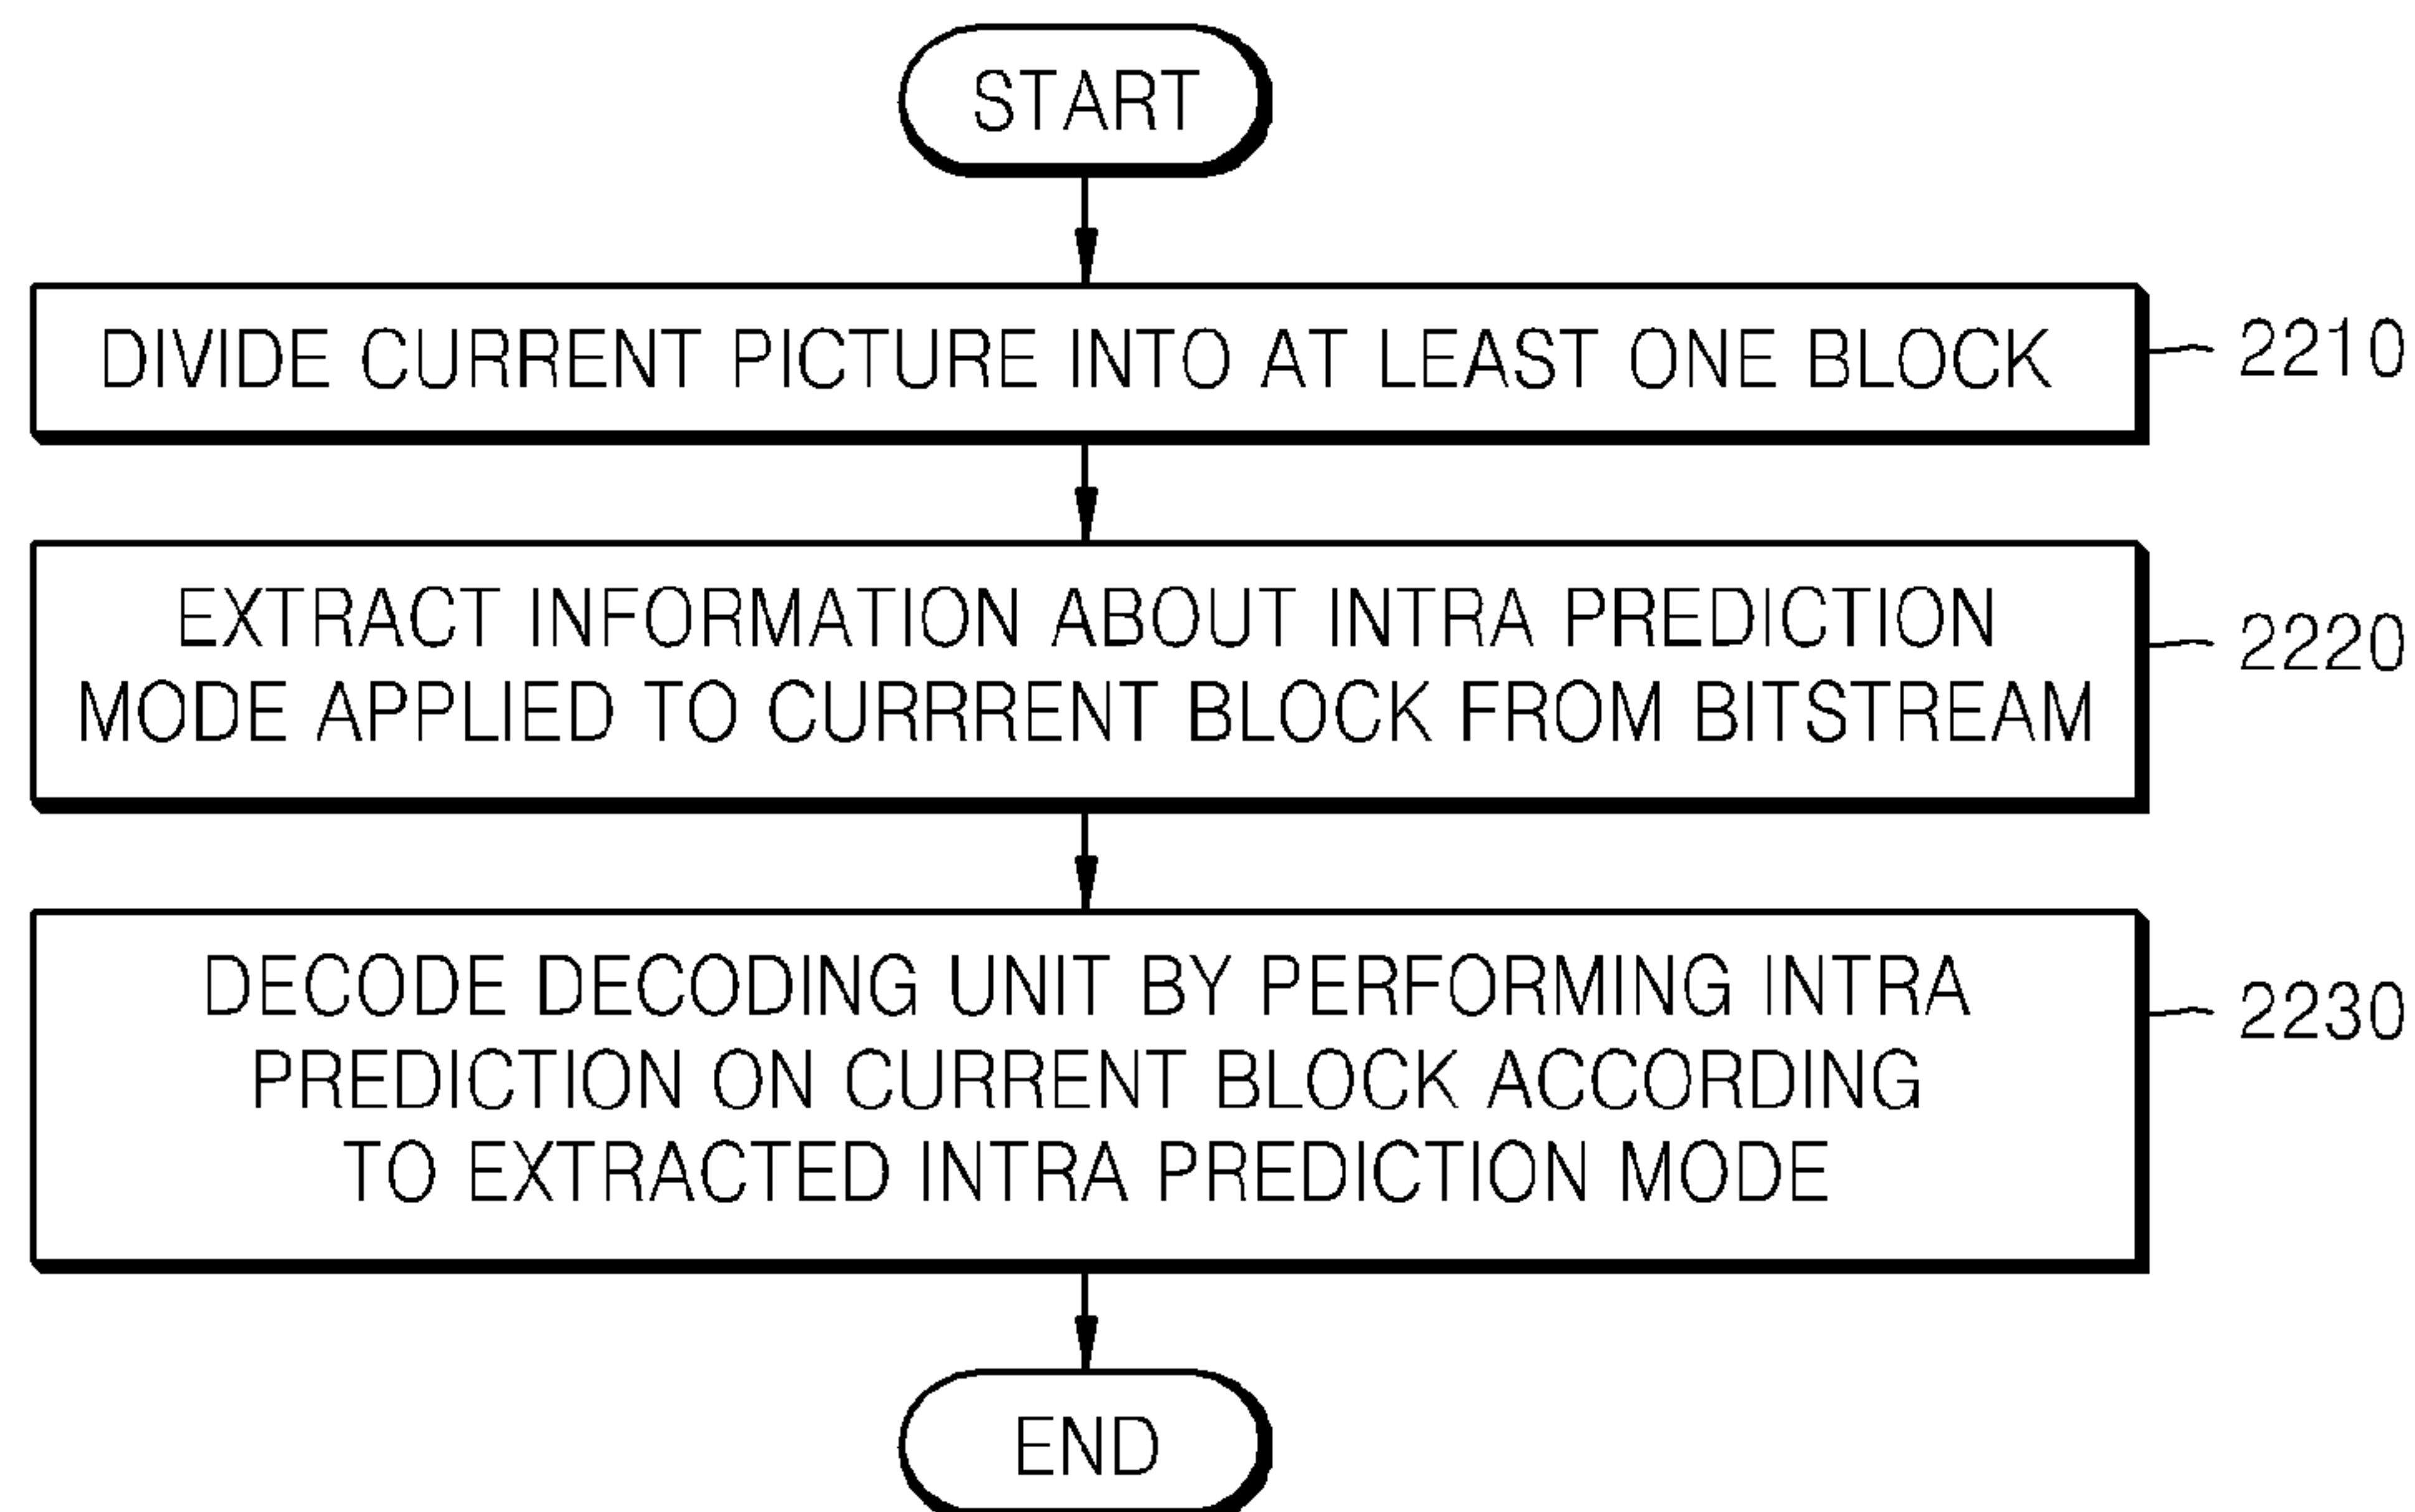 START
DIVIDE CURRENT PICTURE INTO AT LEAST ONE BLOCK
2210
EXTRACT INFORMATION ABOUT INTRA PREDICTION
MODE APPLIED TO CURRRENT BLOCK FROM BITSTREAM
2220
DECODE DECODING UNIT BY PERFORMING INTRA
PREDICTION ON CURRENT BLOCK ACCORDING
TO EXTRACTED INTRA PREDICTION MODE
2230
END